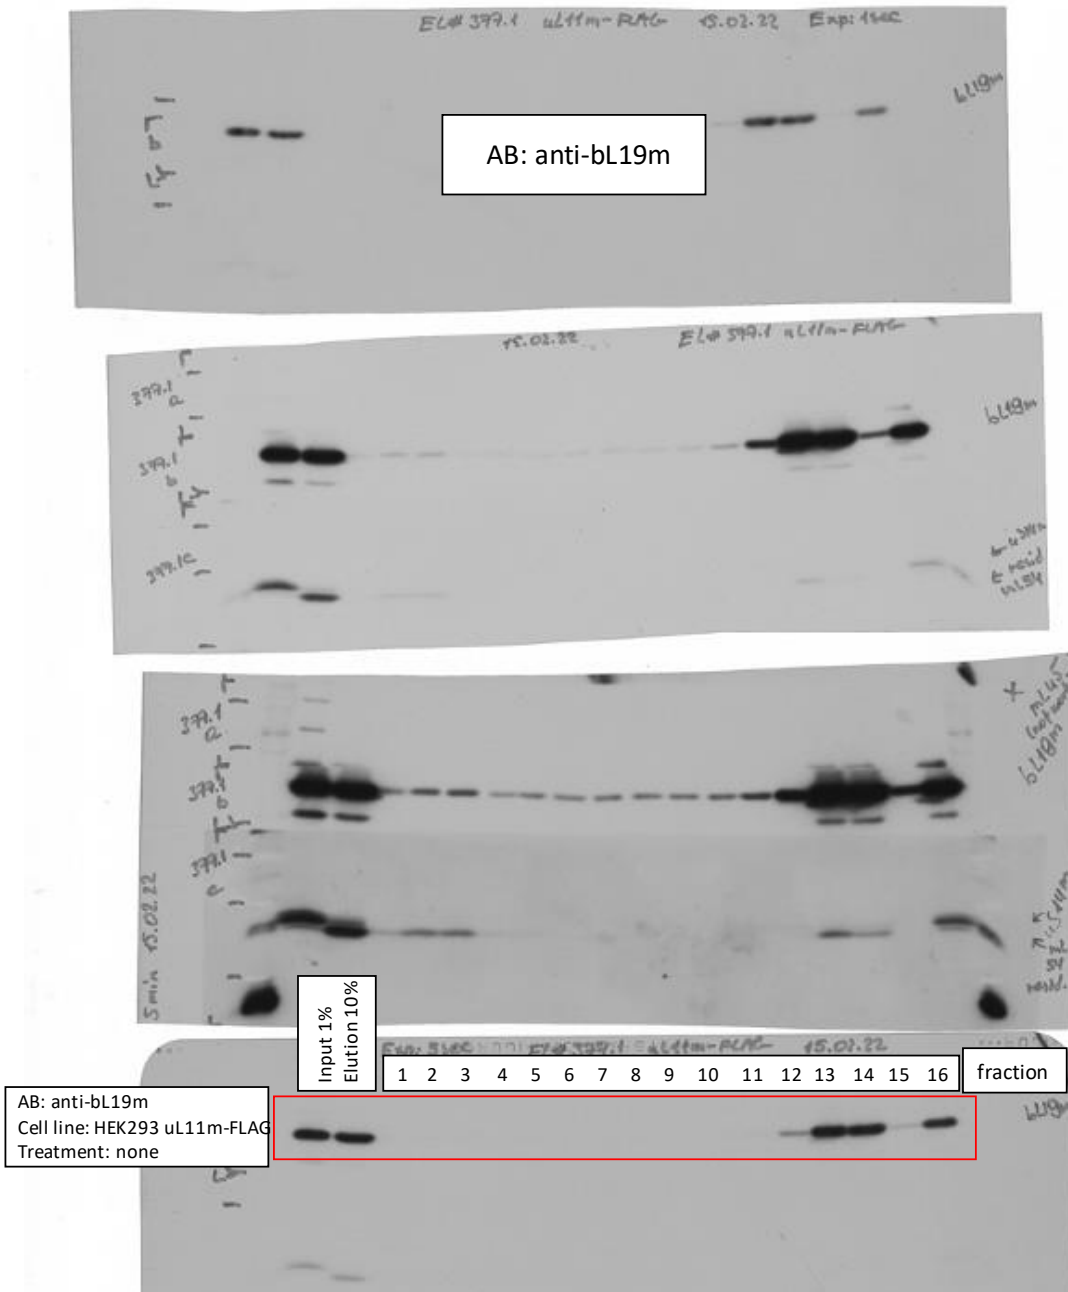 EL# 377.1 uL11m-FLAG 15.02.22 Exp: 1sec
bL19m
AB: anti-bL19m
15.02.22 EL# 377.1 uL11m-FLAG
377.1
a
bL19m
377.1
b
377.1c
377.1
a
bL19m
377.1
b
377.1
c
5min 15.02.22
Input 1%
Elution 10%
Exp: 5sec EL# 377.1 uL11m-FLAG 15.02.22
1 2 3 4 5 6 7 8 9 10 11 12 13 14 15 16 fraction
AB: anti-bL19m
Cell line: HEK293 uL11m-FLAG
Treatment: none
bL19m